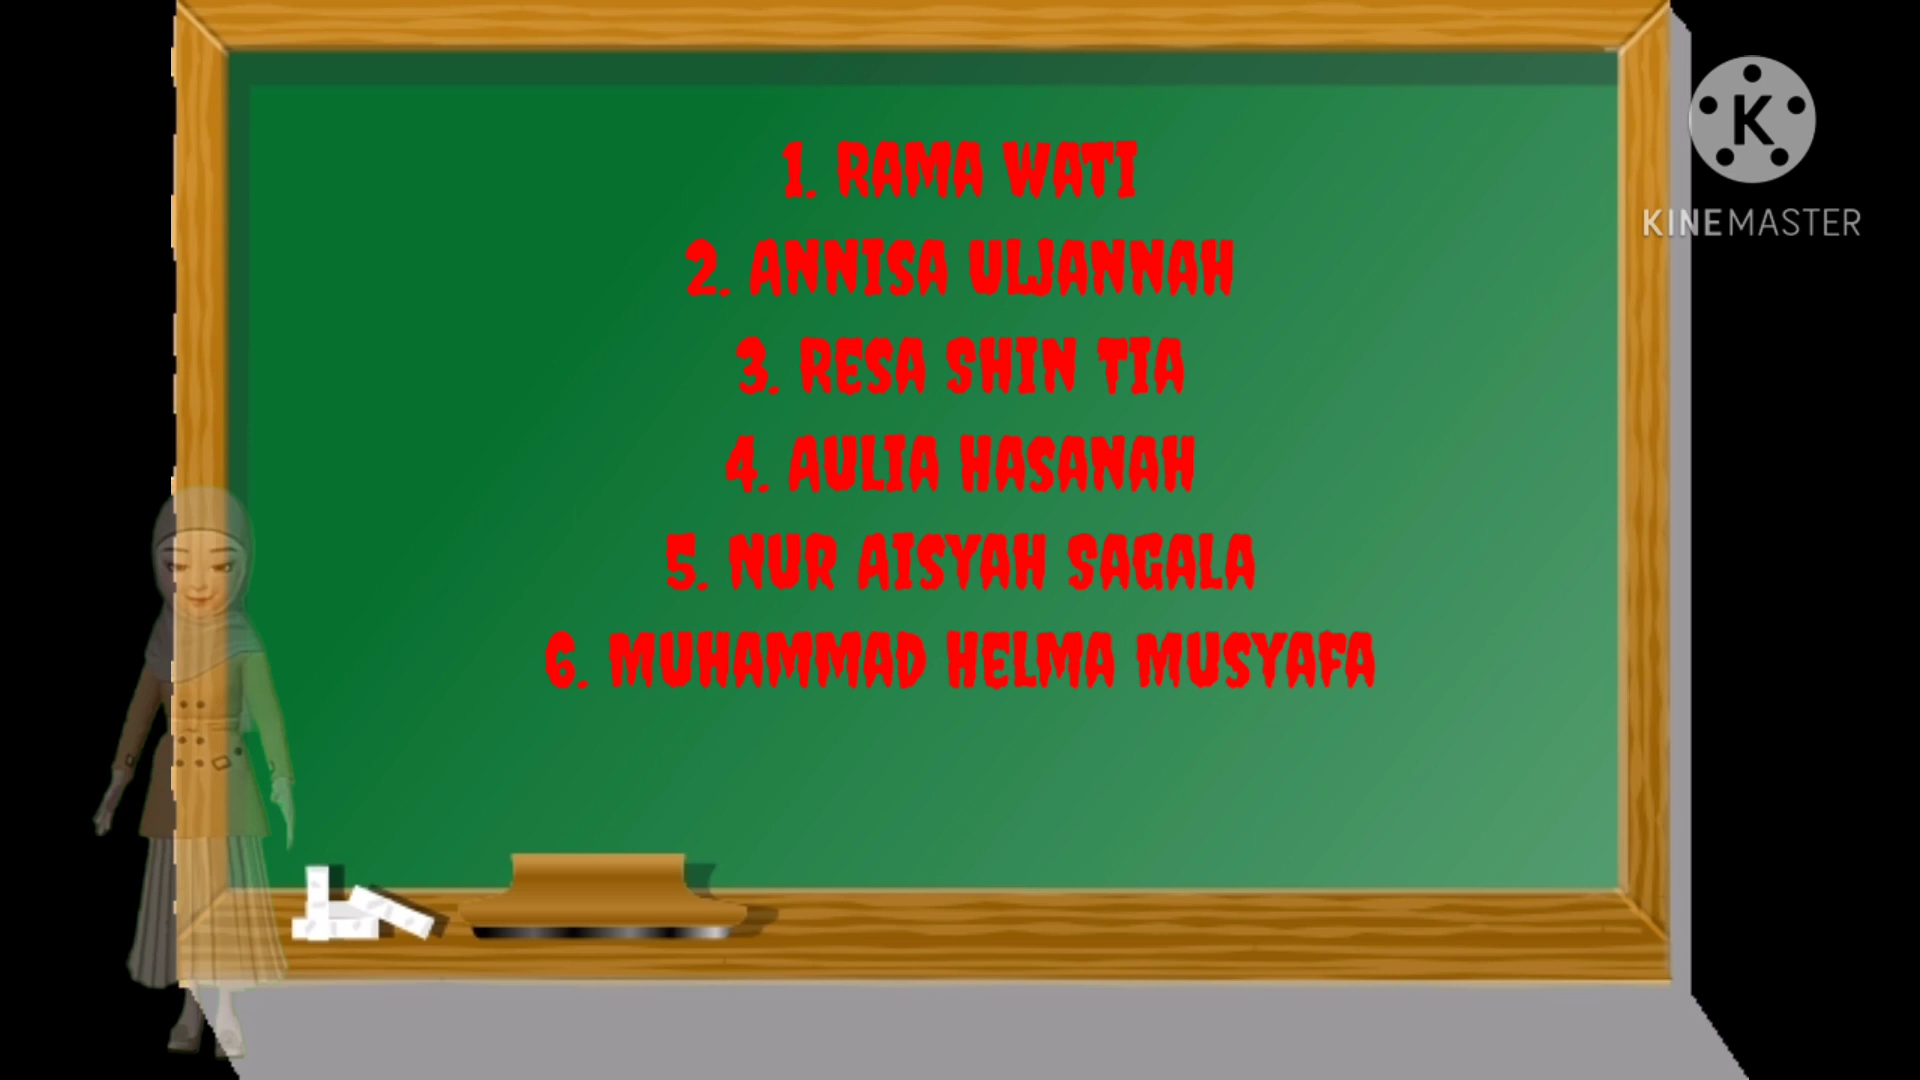 1. RAMA WATI
2. ANNISA ULJANNAH
3. RESA SHIN TIA
4. AULIA HASANAH
5. NUR AISYAH SAGALA
6. MUHAMMAD HELMA MUSYAFA
K
KINEMASTER